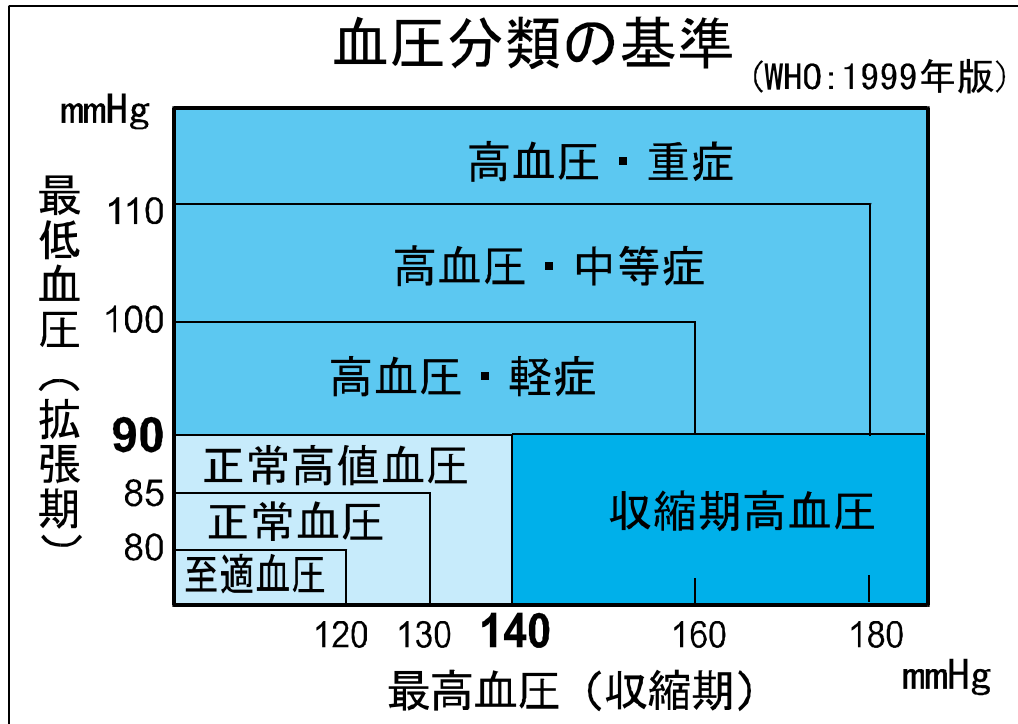 血圧分類の基準
(WHO:1999年版)
mmHg
最低血圧(拡張期)
110
100
90
85
80
高血圧・重症
高血圧・中等症
高血圧・軽症
正常高値血圧
正常血圧
至適血圧
収縮期高血圧
120
130
140
160
180
mmHg
最高血圧(収縮期)